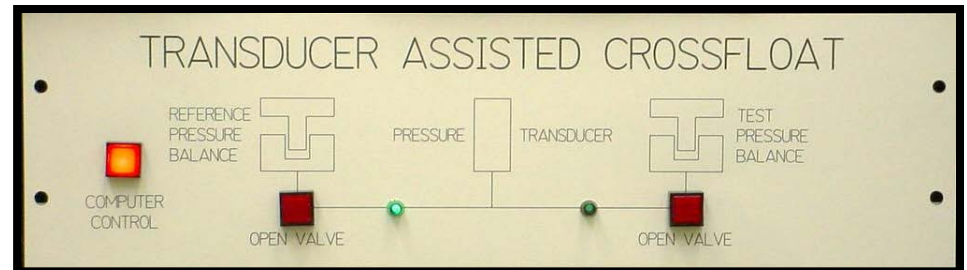 TRANSDUCER ASSISTED CROSSFLOAT
REFERENCE
PRESSURE
BALANCE
PRESSURE
TRANSDUCER
TEST
PRESSURE
BALANCE
COMPUTER
CONTROL
OPEN VALVE
OPEN VALVE